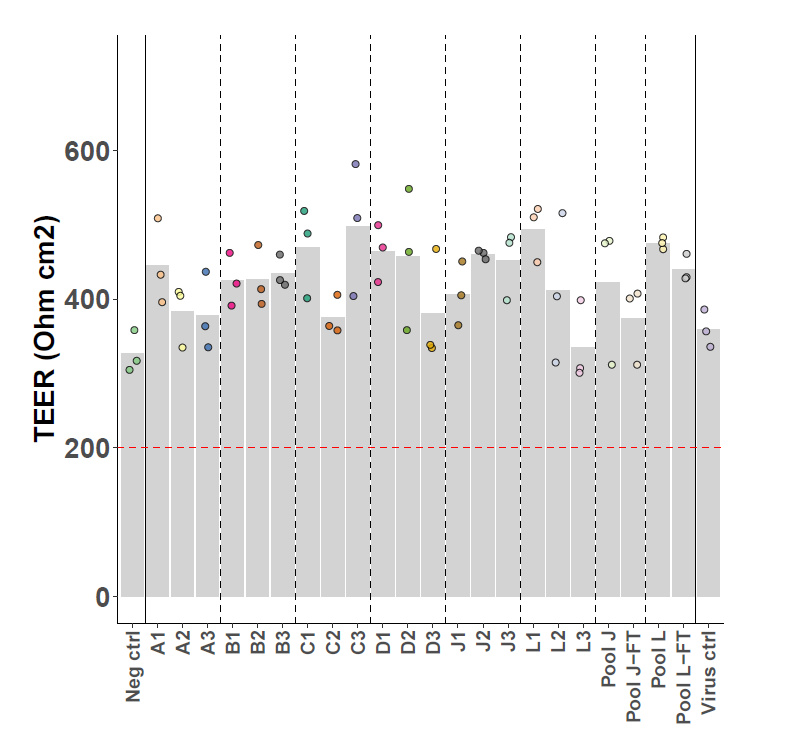 TEER (Ohm cm2)
600
400
200
0
Neg ctrl
A1
A2
A3
B1
B2
B3
C1
C2
C3
D1
D2
D3
J1
J2
J3
L1
L2
L3
Pool J
Pool J–FT
Pool L
Pool L–FT
Virus ctrl